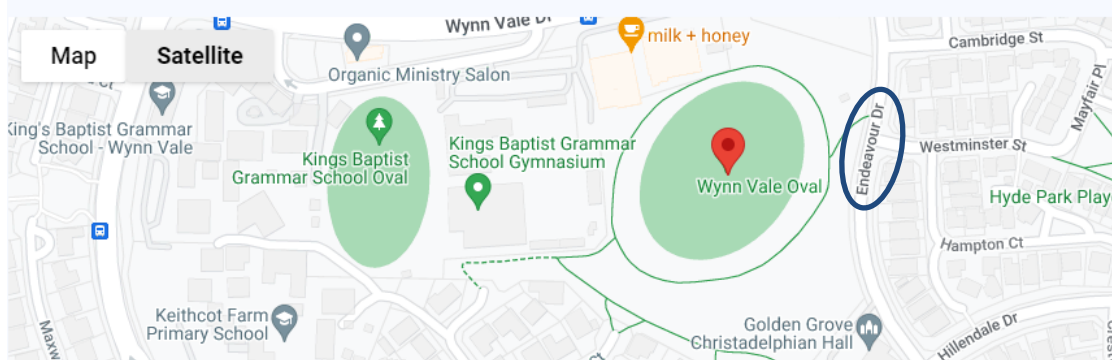 Wynn Vale Dr
milk + honey
Cambridge St
Map
Satellite
Organic Ministry Salon
Mayfair Pl
King's Baptist Grammar
School - Wynn Vale
Endeavour Dr
Kings Baptist
Grammar School Oval
Kings Baptist Grammar
School Gymnasium
Westminster St
Wynn Vale Oval
Hyde Park Play
Hampton Ct
Keithcot Farm
Primary School
Golden Grove
Christadelphian Hall
Hillendale Dr
Maxw
Ct